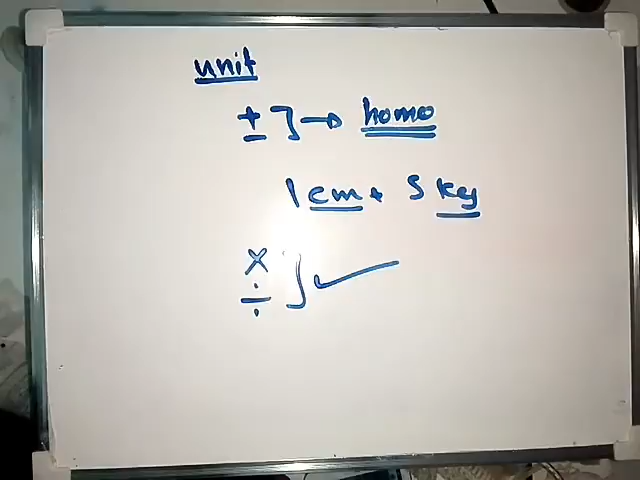 unit
± } → homo
1 cm + 5 kg
×
÷ } ✓